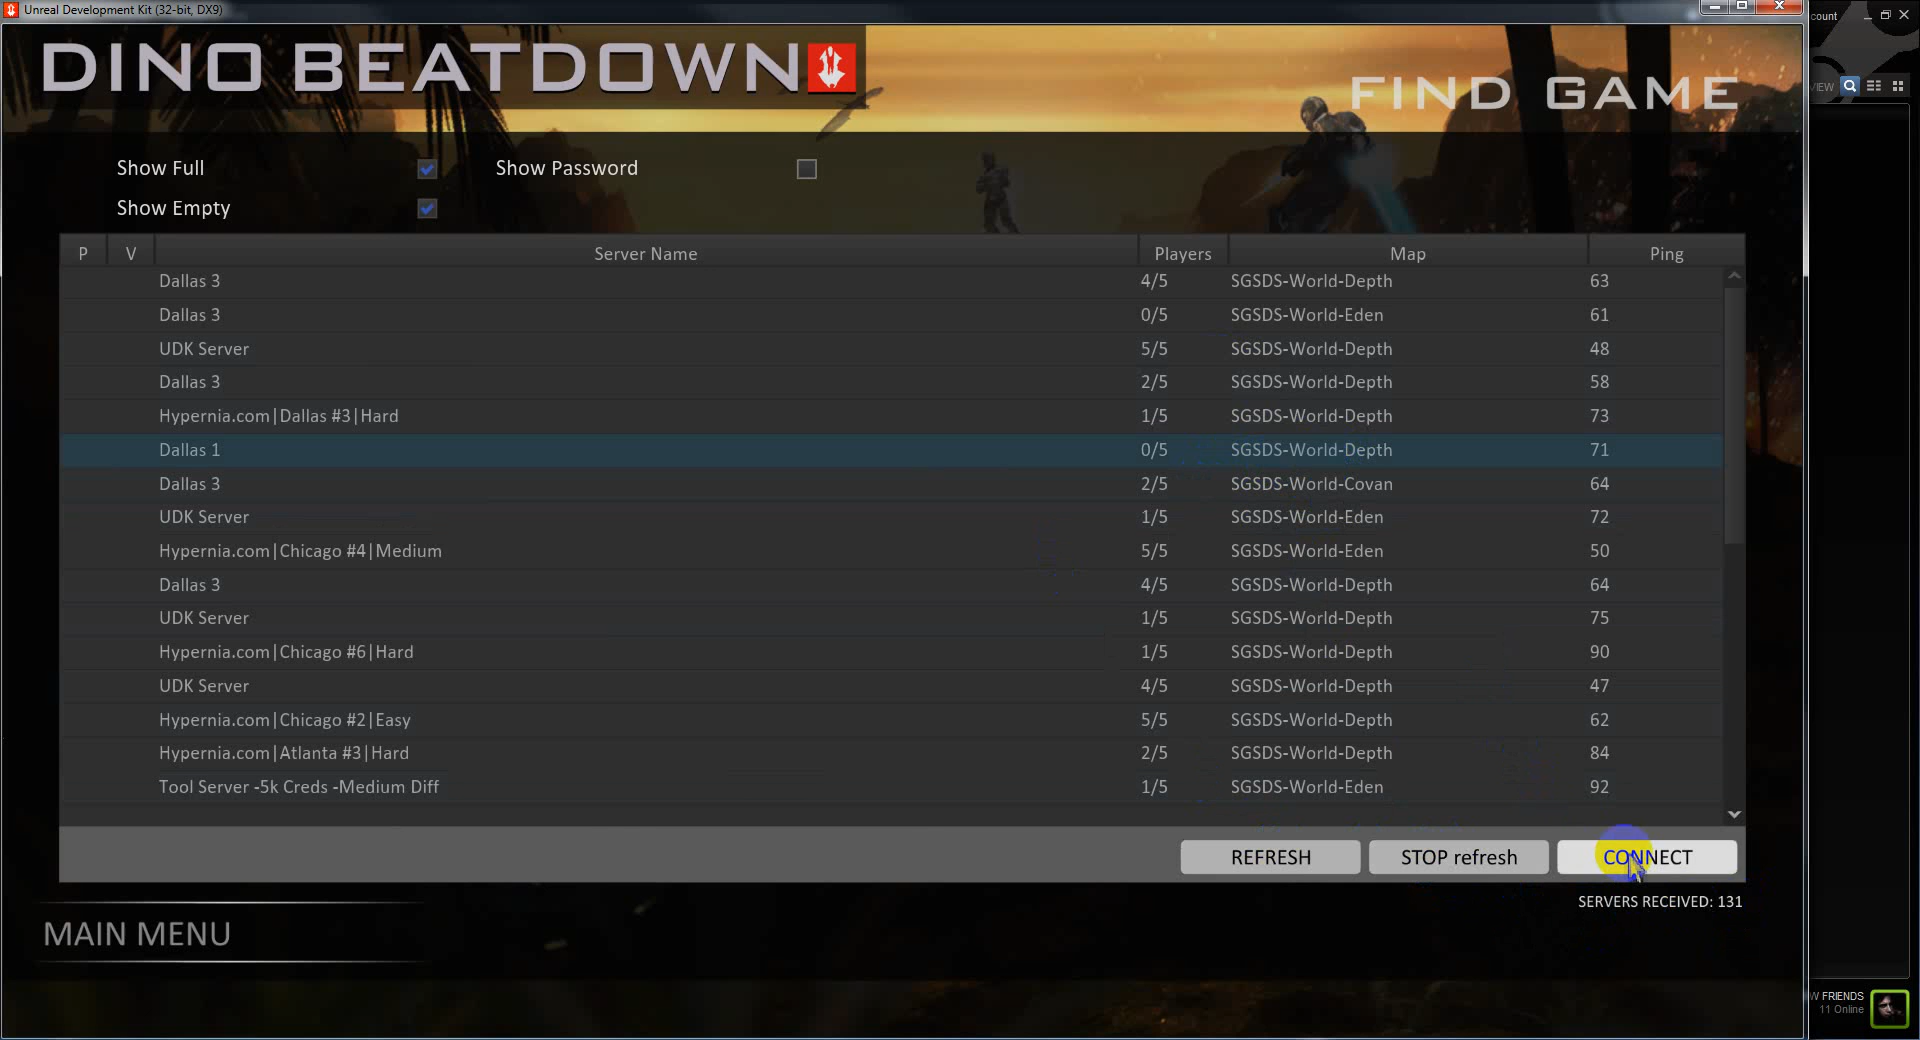 Unreal Development Kit (32-bit, DX9)
count
DINO BEATDOWN
FIND GAME
VIEW
Show Full
Show Password
Show Empty
P V Server Name Players Map Ping
Dallas 3 4/5 SGSDS-World-Depth 63
Dallas 3 0/5 SGSDS-World-Eden 61
UDK Server 5/5 SGSDS-World-Depth 48
Dallas 3 2/5 SGSDS-World-Depth 58
Hypernia.com|Dallas #3|Hard 1/5 SGSDS-World-Depth 73
Dallas 1 0/5 SGSDS-World-Depth 71
Dallas 3 2/5 SGSDS-World-Covan 64
UDK Server 1/5 SGSDS-World-Eden 72
Hypernia.com|Chicago #4|Medium 5/5 SGSDS-World-Eden 50
Dallas 3 4/5 SGSDS-World-Depth 64
UDK Server 1/5 SGSDS-World-Depth 75
Hypernia.com|Chicago #6|Hard 1/5 SGSDS-World-Depth 90
UDK Server 4/5 SGSDS-World-Depth 47
Hypernia.com|Chicago #2|Easy 5/5 SGSDS-World-Depth 62
Hypernia.com|Atlanta #3|Hard 2/5 SGSDS-World-Depth 84
Tool Server -5k Creds -Medium Diff 1/5 SGSDS-World-Eden 92
REFRESH STOP refresh CONNECT
SERVERS RECEIVED: 131
MAIN MENU
W FRIENDS
11 Online